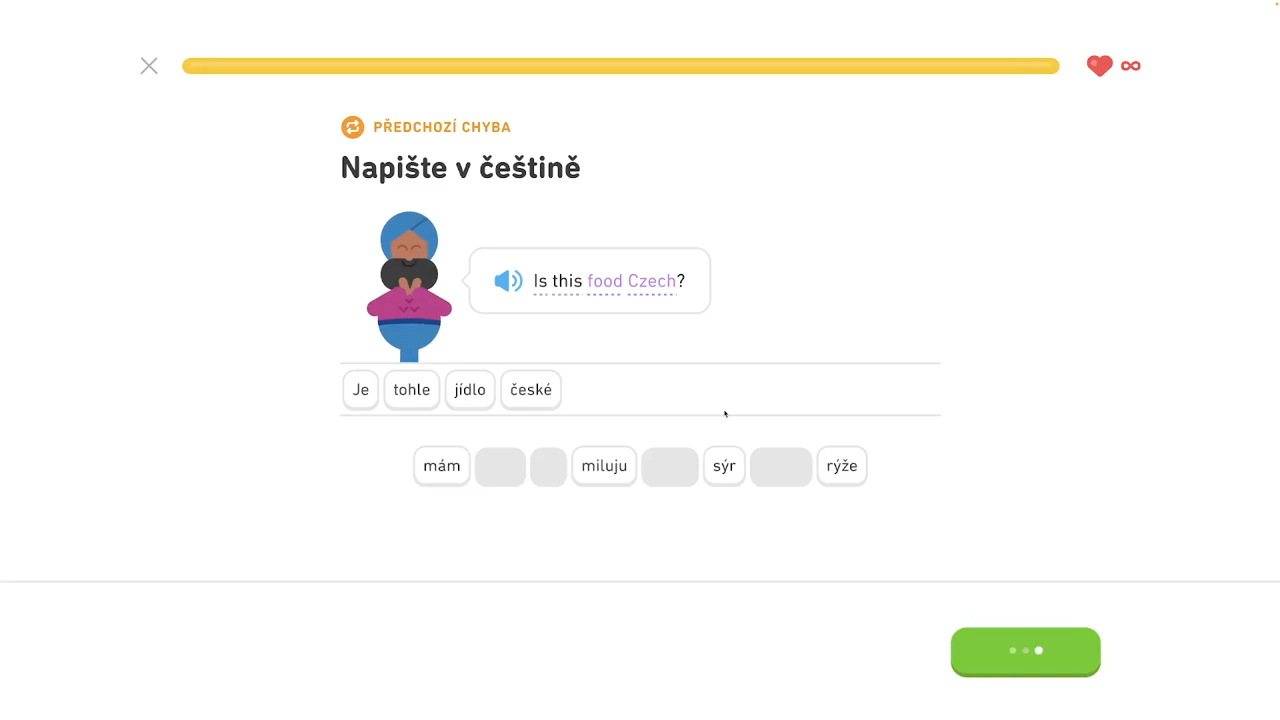 PŘEDCHOZÍ CHYBA
Napište v češtině
Is this food Czech?
Je tohle jídlo české
mám miluju sýr rýže